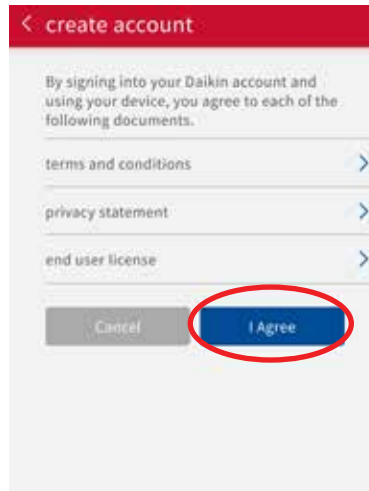 create account
By signing into your Daikin account and
using your device, you agree to each of the
following documents.
terms and conditions
privacy statement
end user license
Cancel
I Agree